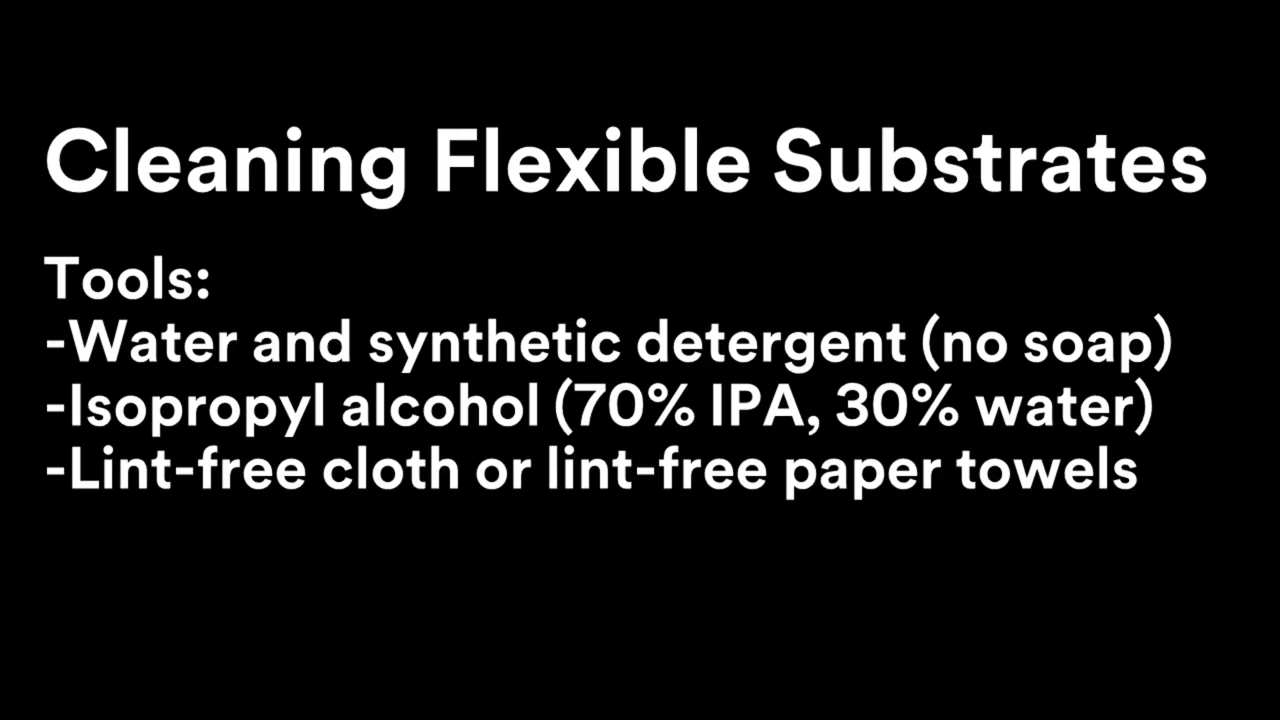 Cleaning Flexible Substrates
Tools:
-Water and synthetic detergent (no soap)
-Isopropyl alcohol (70% IPA, 30% water)
-Lint-free cloth or lint-free paper towels